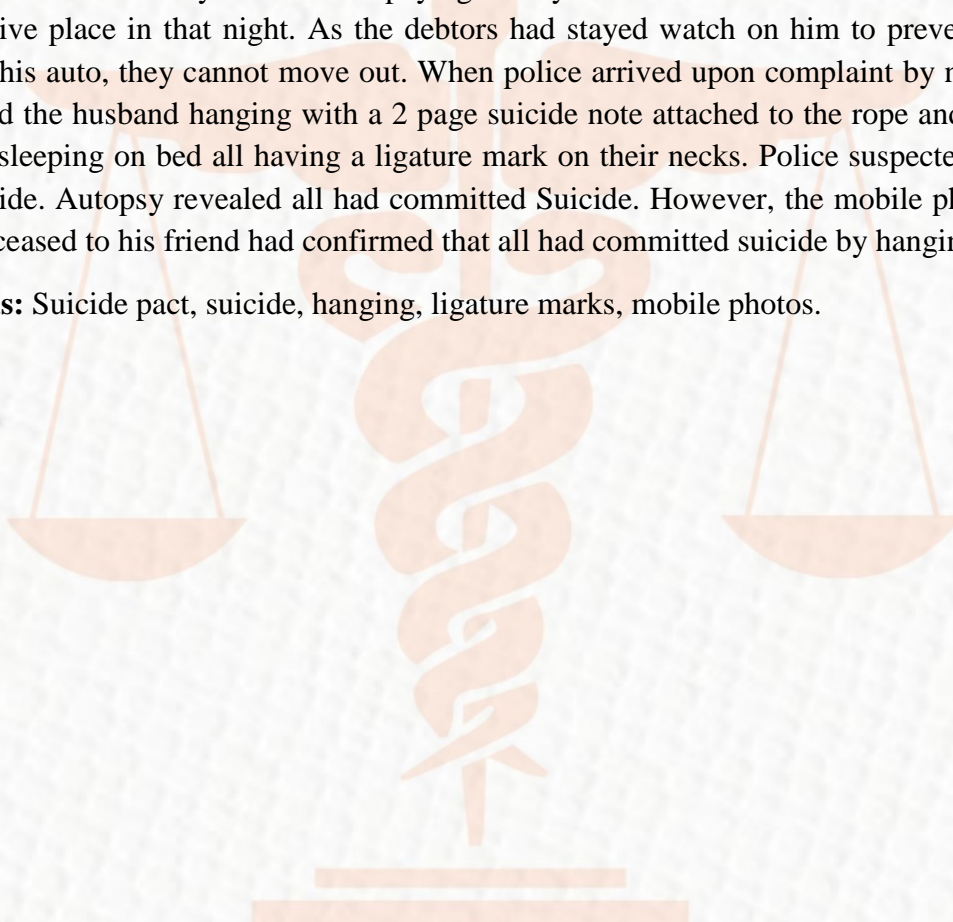 ive place in that night. As the debtors had stayed watch on him to preve
his auto, they cannot move out. When police arrived upon complaint by
d the husband hanging with a 2 page suicide note attached to the rope and
sleeping on bed all having a ligature mark on their necks. Police suspecte
ide. Autopsy revealed all had committed Suicide. However, the mobile p
ceased to his friend had confirmed that all had committed suicide by hangin
s: Suicide pact, suicide, hanging, ligature marks, mobile photos.